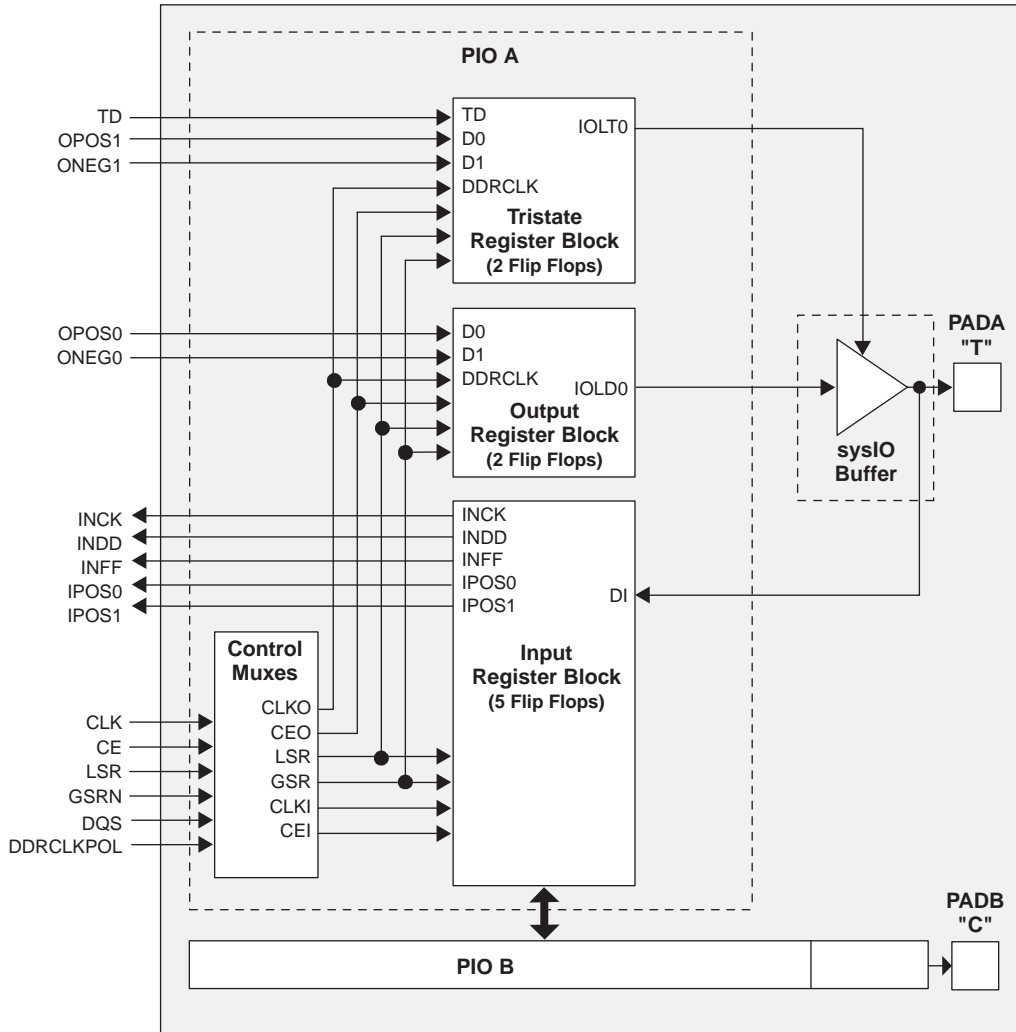 PIO A
TD
OPOS1
ONEG1
TD
D0
D1
DDRCLK
IOLT0
Tristate
Register Block
(2 Flip Flops)
OPOS0
ONEG0
D0
D1
DDRCLK
IOLD0
Output
Register Block
(2 Flip Flops)
PADA
"T"
sysIO
Buffer
INCK
INDD
INFF
IPOS0
IPOS1
INCK
INDD
INFF
IPOS0
IPOS1
DI
Input
Register Block
(5 Flip Flops)
Control
Muxes
CLKO
CEO
LSR
GSR
CLKI
CEI
CLK
CE
LSR
GSRN
DQS
DDRCLKPOL
PADB
"C"
PIO B